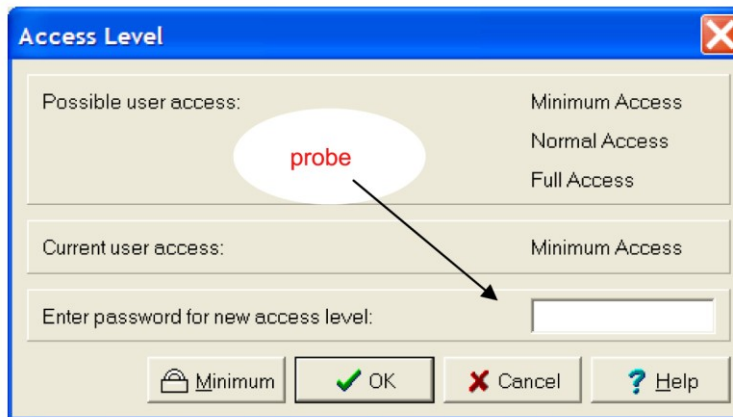 Access Level
Possible user access:
Minimum Access
Normal Access
Full Access
probe
Current user access:
Minimum Access
Enter password for new access level:
Minimum
OK
Cancel
Help